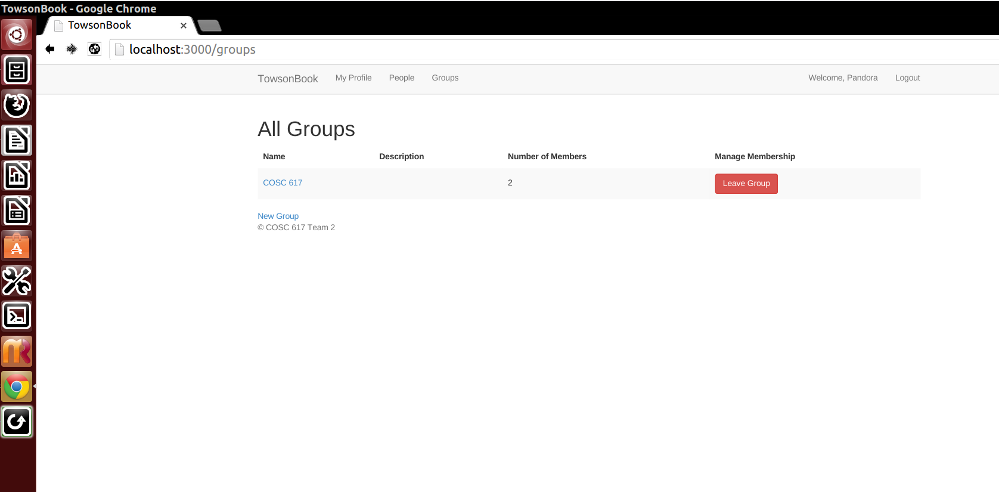 TowsonBook - Google Chrome
TowsonBook
localhost:3000/groups
TowsonBook My Profile People Groups Welcome, Pandora Logout
All Groups
Name Description Number of Members Manage Membership
COSC 617 2 Leave Group
New Group
© COSC 617 Team 2